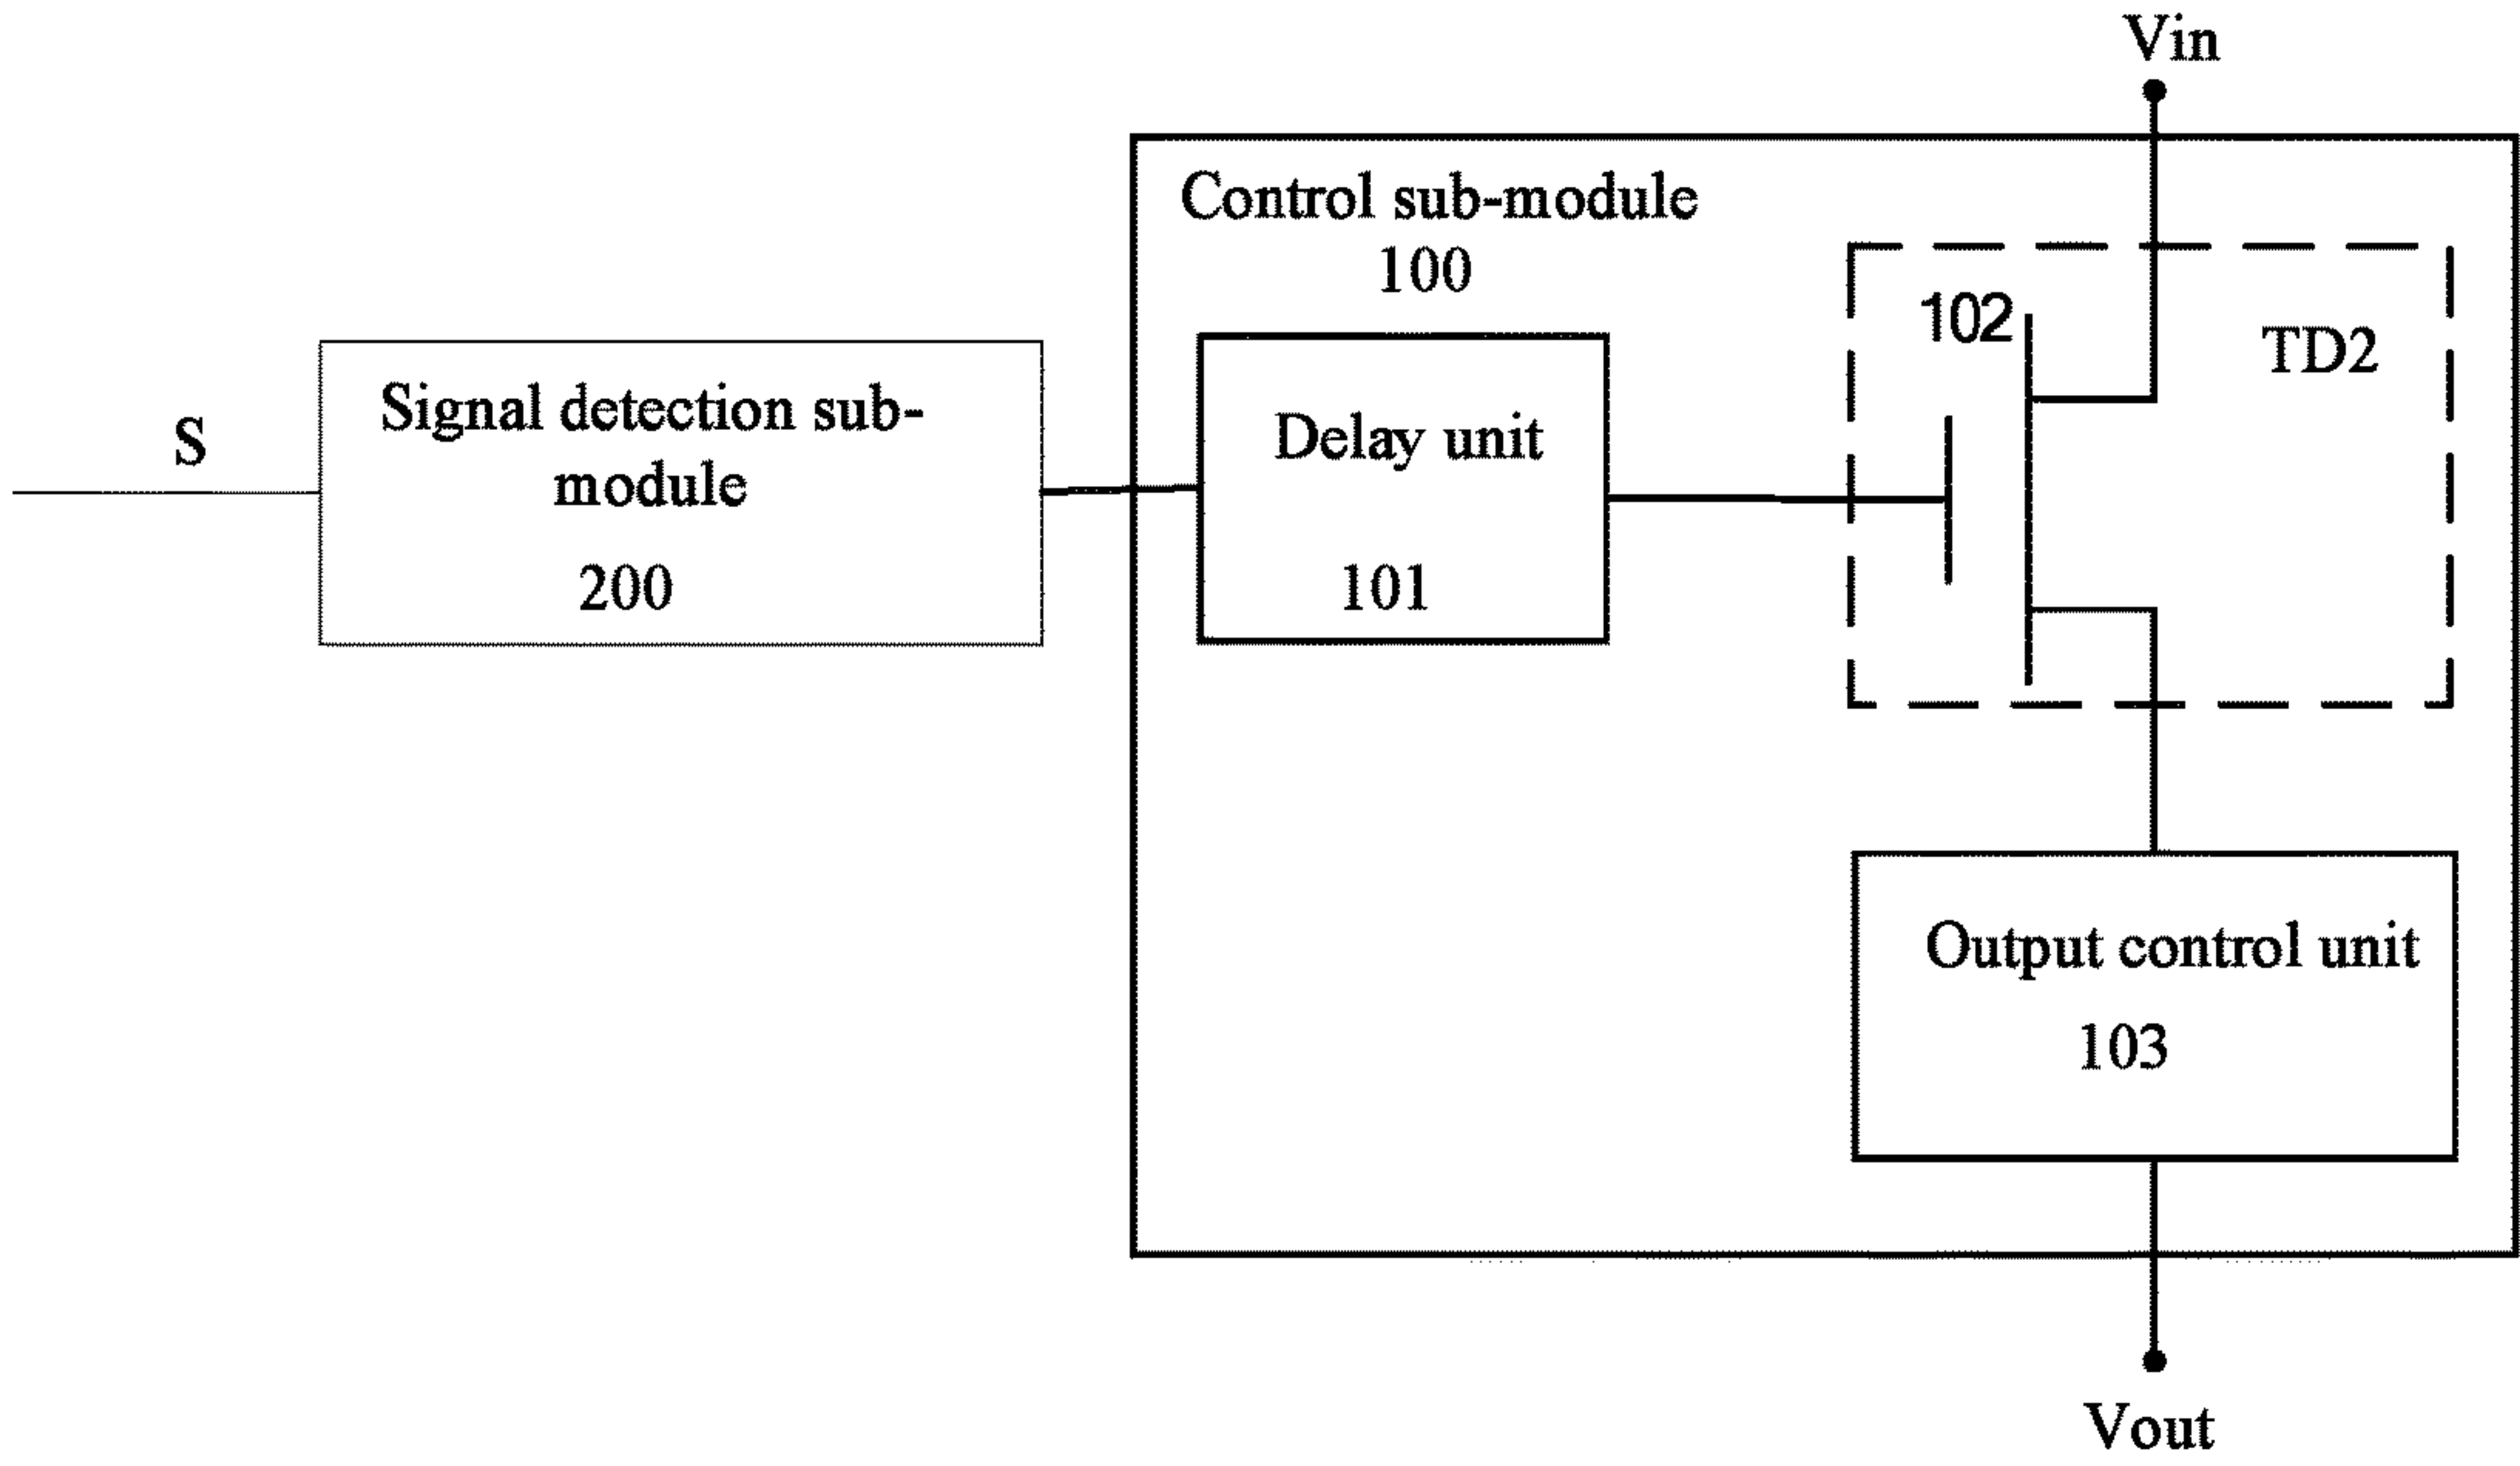 Vin
Control sub-module
100
102
TD2
S
Signal detection sub-
module
200
Delay unit
101
Output control unit
103
Vout